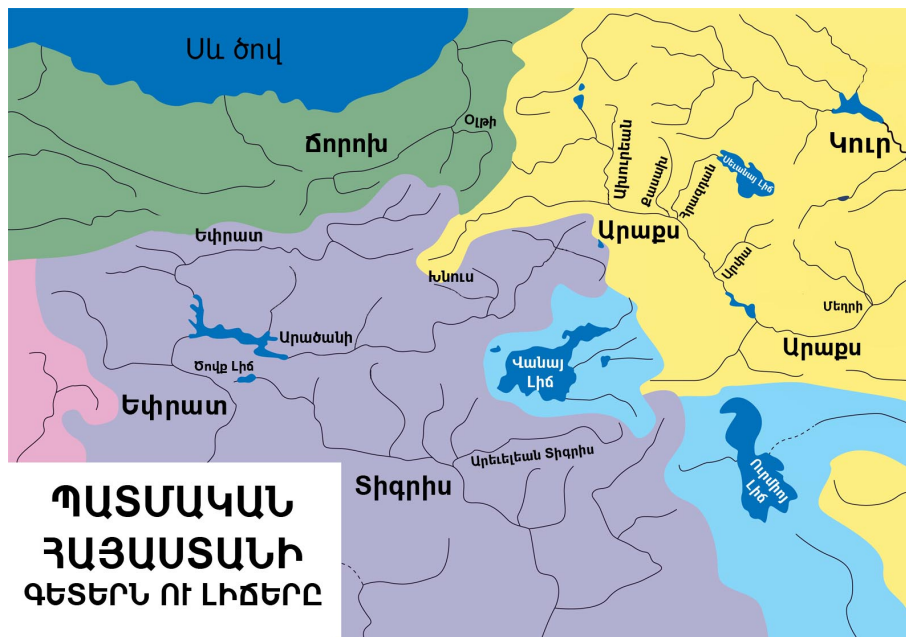 Սև ծով
Օլթի
Ճորոխ
Կուր
Ախուրեան
Քասախ
Հրազդան
Սեւանայ Լիճ
Արաքս
Եփրատ
Խնուս
Արփա
Մեղրի
Արածանի
Արաքս
Ծովք Լիճ
Վանայ
Լիճ
Եփրատ
Արեւելեան Տիգրիս
Ուրմիոյ
Լիճ
Տիգրիս
ՊԱՏՄԱԿԱՆ
ՀԱՅԱՍՏԱՆԻ
ԳԵՏԵՐՆ ՈՒ ԼԻՃԵՐԸ